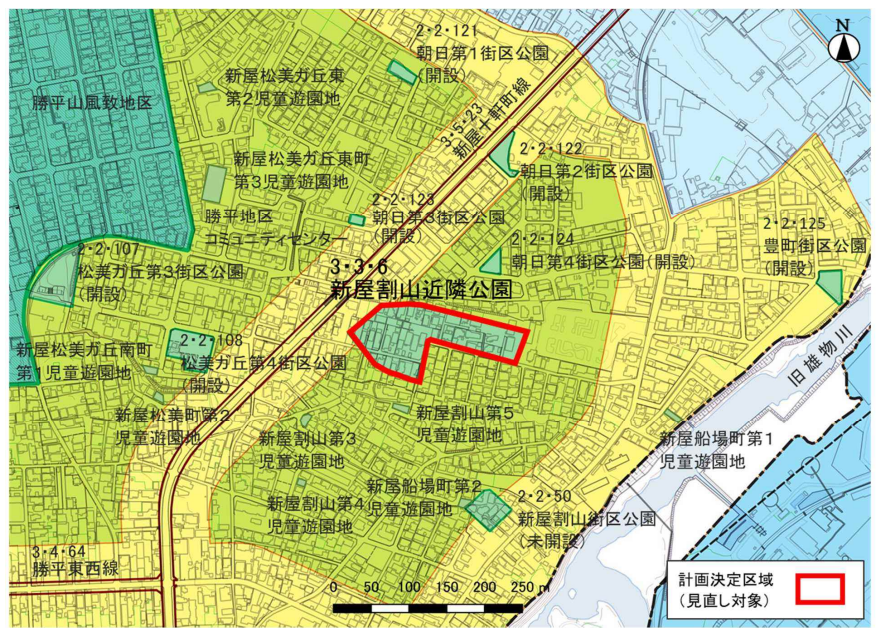 2・2・121
朝日第1街区公園
(開設)
N
新屋松美ガ丘東
第2児童遊園地
勝平山風致地区
3・5・23
新屋十軒町線
2・2・122
朝日第2街区公園
(開設)
新屋松美ガ丘東町
第3児童遊園地
2・2・123
朝日第3街区公園
(開設)
勝平地区
コミュニティセンター
2・2・124
朝日第4街区公園(開設)
2・2・125
豊町街区公園
(開設)
2・2・107
松美ガ丘第3街区公園
(開設)
3・3・6
新屋割山近隣公園
2・2・108
松美ガ丘第4街区公園
(開設)
新屋松美ガ丘南町
第1児童遊園地
旧雄物川
新屋松美町第2
児童遊園地
新屋割山第3
児童遊園地
新屋割山第5
児童遊園地
新屋船場町第1
児童遊園地
新屋割山第4
児童遊園地
新屋船場町第2
児童遊園地
2・2・50
新屋割山街区公園
(未開設)
3・4・64
勝平東西線
0 50 100 150 200 250 m
計画決定区域
(見直し対象)